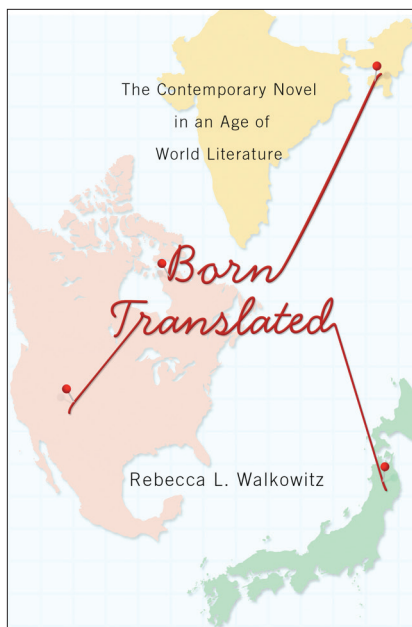 The Contemporary Novel
in an Age of
World Literature
Born
Translated
Rebecca L. Walkowitz